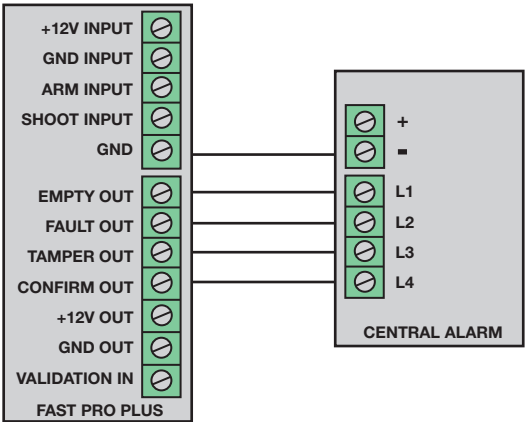 +12V INPUT
GND INPUT
ARM INPUT
SHOOT INPUT
GND
EMPTY OUT
FAULT OUT
TAMPER OUT
CONFIRM OUT
+12V OUT
GND OUT
VALIDATION IN
FAST PRO PLUS
+
-
L1
L2
L3
L4
CENTRAL ALARM